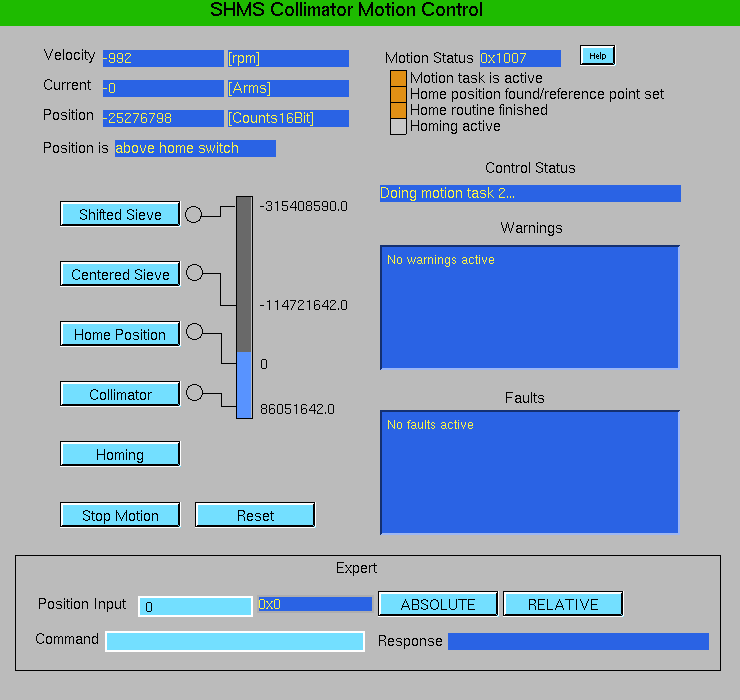 SHMS Collimator Motion Control
Velocity -992 [rpm]
Current -0 [Arms]
Position -25276798 [Counts16Bit]
Position is above home switch
Motion Status 0x1007 Help
Motion task is active
Home position found/reference point set
Home routine finished
Homing active
Control Status
Doing motion task 2...
Warnings
No warnings active
Faults
No faults active
Shifted Sieve -315408590.0
Centered Sieve -114721642.0
Home Position 0
Collimator 86051642.0
Homing
Stop Motion Reset
Expert
Position Input 0 0x0 ABSOLUTE RELATIVE
Command Response